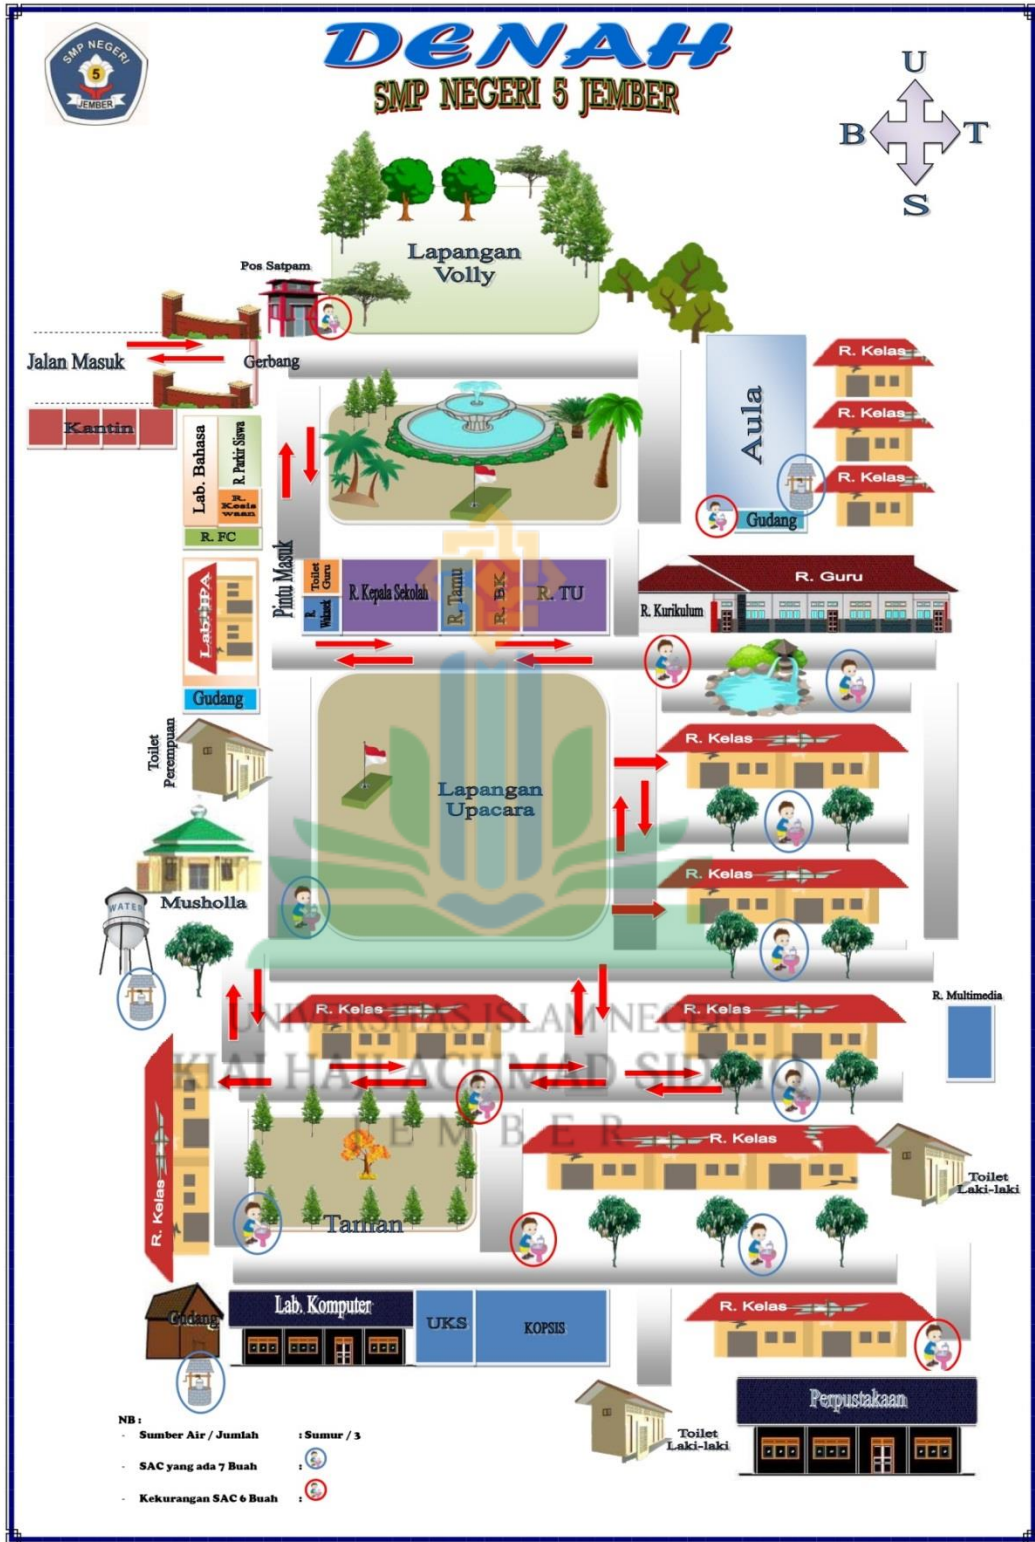 DENAH
SMP NEGERI 5 JEMBER
SMP NEGERI
5
JEMBER
U
B
T
S
Lapangan
Volly
Pos Satpam
Jalan Masuk
Gerbang
Kantin
Lab. Bahasa
R. Parkir Siswa
R.
Kesis
waan
R. FC
Aula
R. Kelas
R. Kelas
R. Kelas
Gudang
Pintu Masuk
Toilet
Guru
R.
Wakasek
R. Kepala Sekolah
R. Tamu
R. BK.
R. TU
R. Guru
R. Kurikulum
Lab. IPA
Gudang
Toilet
Perempuan
Lapangan
Upacara
R. Kelas
R. Kelas
Musholla
WATER
R. Multimedia
R. Kelas
R. Kelas
UNIVERSITAS ISLAM NEGERI
KIAI HAJI ACHMAD SIDDIQ
JEMBER
R. Kelas
R. Kelas
Taman
Toilet
Laki-laki
Gudang
Lab. Komputer
UKS
KOPSIS
R. Kelas
Toilet
Laki-laki
Perpustakaan
NB :
- Sumber Air / Jumlah : Sumur / 3
- SAC yang ada 7 Buah :
- Kekurangan SAC 6 Buah :